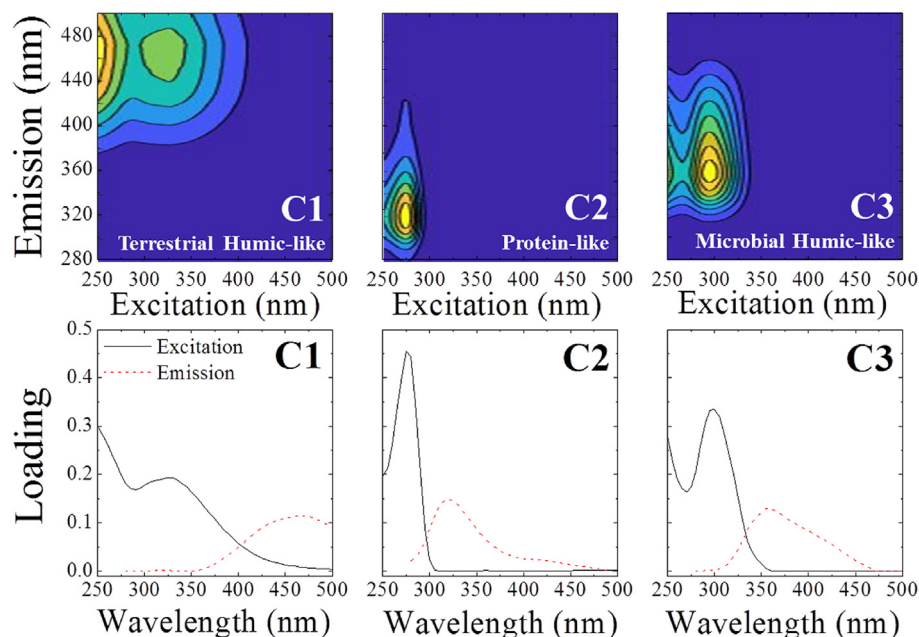 Emission (nm)
480
440
400
360
320
280
C1
Terrestrial Humic-like
C2
Protein-like
C3
Microbial Humic-like
250 300 350 400 450 500
250 300 350 400 450 500
250 300 350 400 450 500
Excitation (nm)
Excitation (nm)
Excitation (nm)
Loading
0.5
0.4
0.3
0.2
0.1
0.0
Excitation
Emission
C1
C2
C3
250 300 350 400 450 500
250 300 350 400 450 500
250 300 350 400 450 500
Wavelength (nm)
Wavelength (nm)
Wavelength (nm)